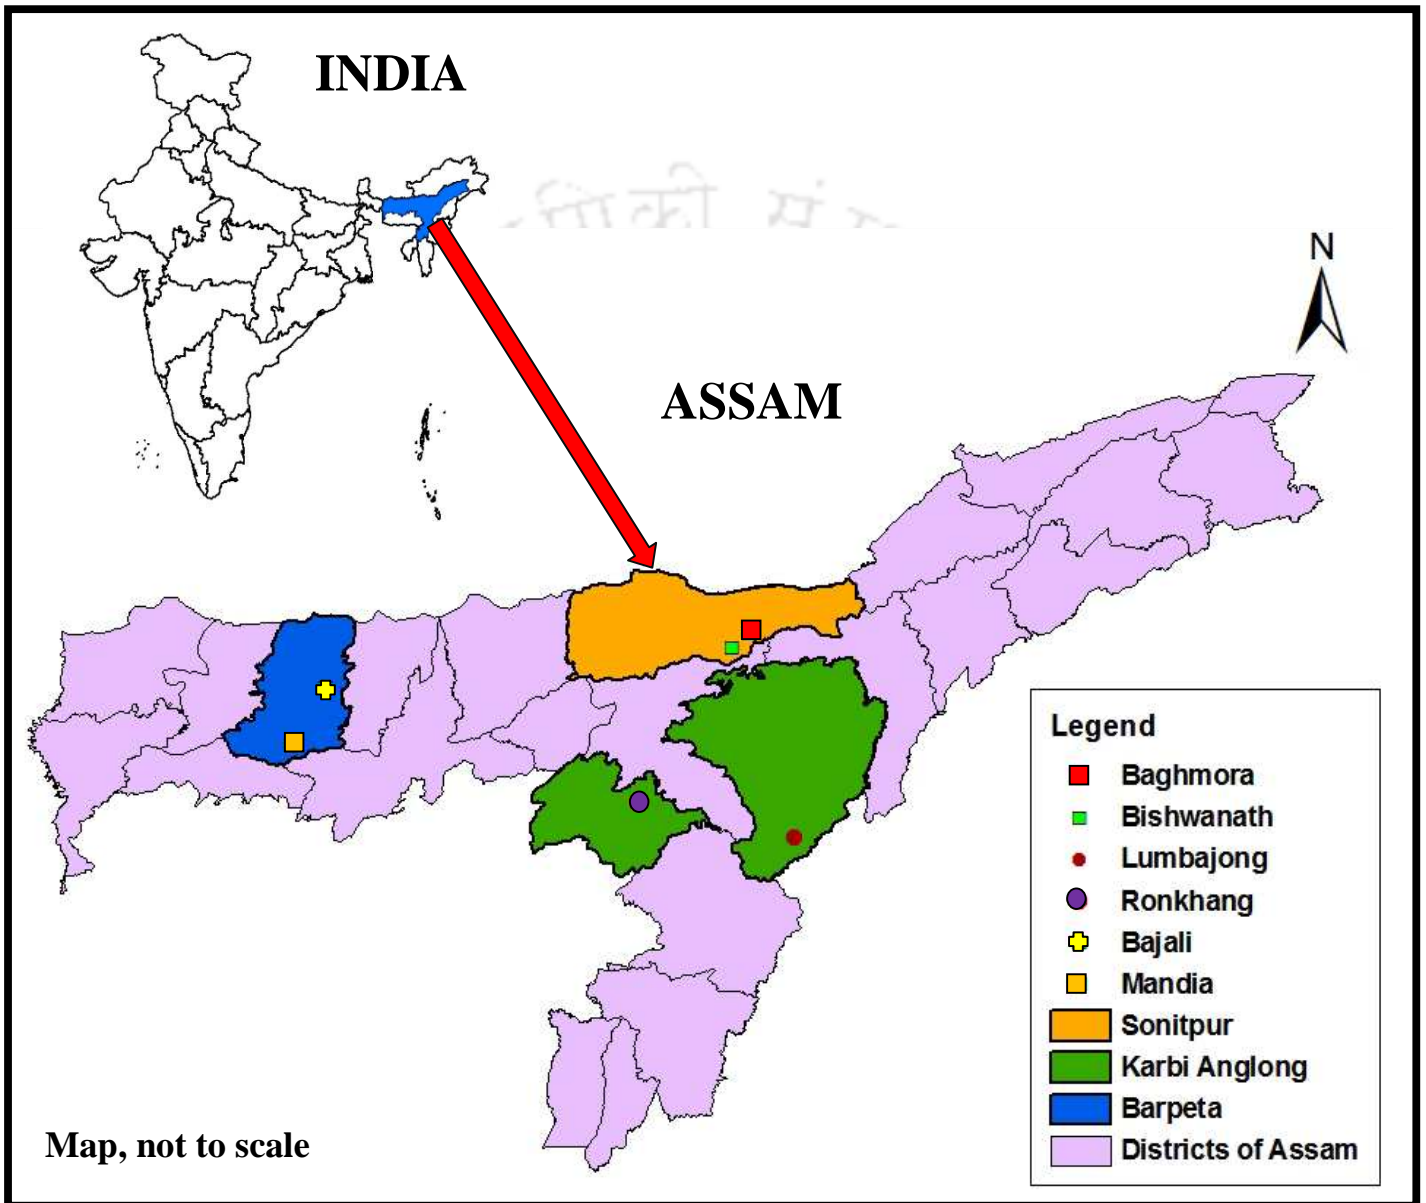 INDIA
N
ASSAM
Legend
Baghmora
Bishwanath
Lumbajong
Ronkhang
Bajali
Mandia
Sonitpur
Karbi Anglong
Barpeta
Districts of Assam
Map, not to scale